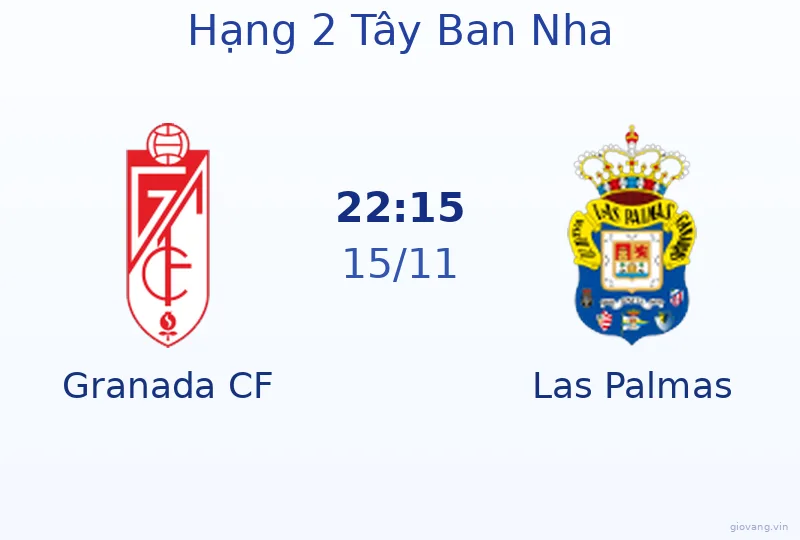 Hạng 2 Tây Ban Nha
LAS PALMAS
22:15
15/11
Granada CF
Las Palmas
giovang.vin